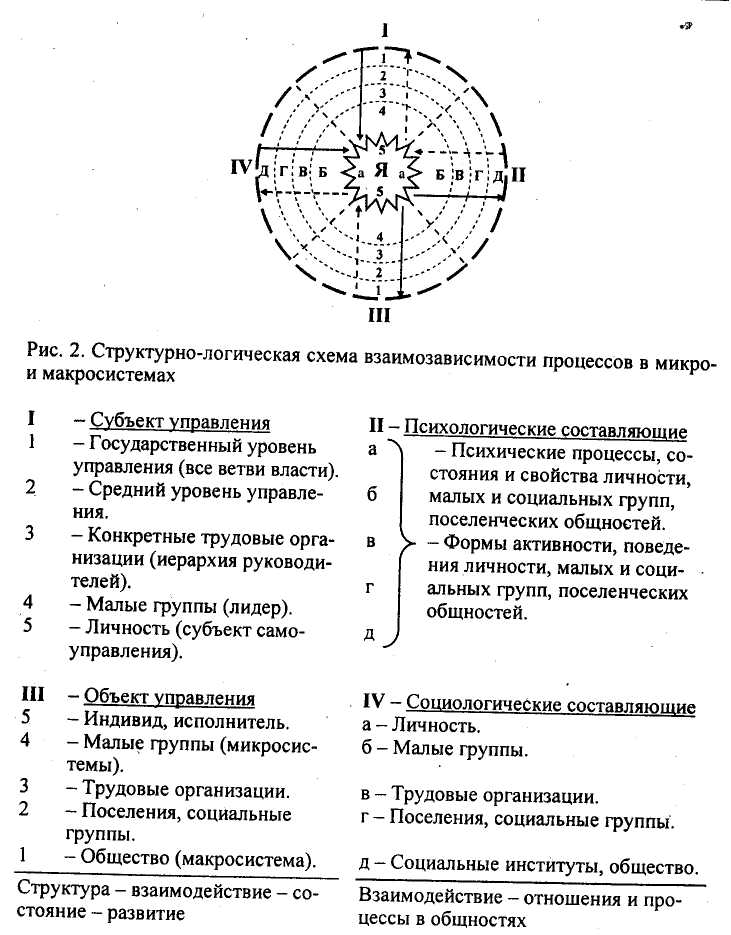 I
1
2
3
4
5
IV Д Г В Б а Я а Б В Г Д II
5
4
3
2
1
III
Рис. 2. Структурно-логическая схема взаимозависимости процессов в микро-
и макросистемах
I – Субъект управления
1 – Государственный уровень
управления (все ветви власти).
2 – Средний уровень управле-
ния.
3 – Конкретные трудовые орга-
низации (иерархия руководи-
телей).
4 – Малые группы (лидер).
5 – Личность (субъект само-
управления).
II – Психологические составляющие
а – Психические процессы, со-
стояния и свойства личности,
б малых и социальных групп,
поселенческих общностей.
в – Формы активности, поведе-
ния личности, малых и соци-
г альных групп, поселенческих
общностей.
д
III – Объект управления
5 – Индивид, исполнитель.
4 – Малые группы (микросис-
темы).
3 – Трудовые организации.
2 – Поселения, социальные
группы.
1 – Общество (макросистема).
Структура – взаимодействие – со-
стояние – развитие
IV – Социологические составляющие
а – Личность.
б – Малые группы.
в – Трудовые организации.
г – Поселения, социальные группы.
д – Социальные институты, общество.
Взаимодействие – отношения и про-
цессы в общностях